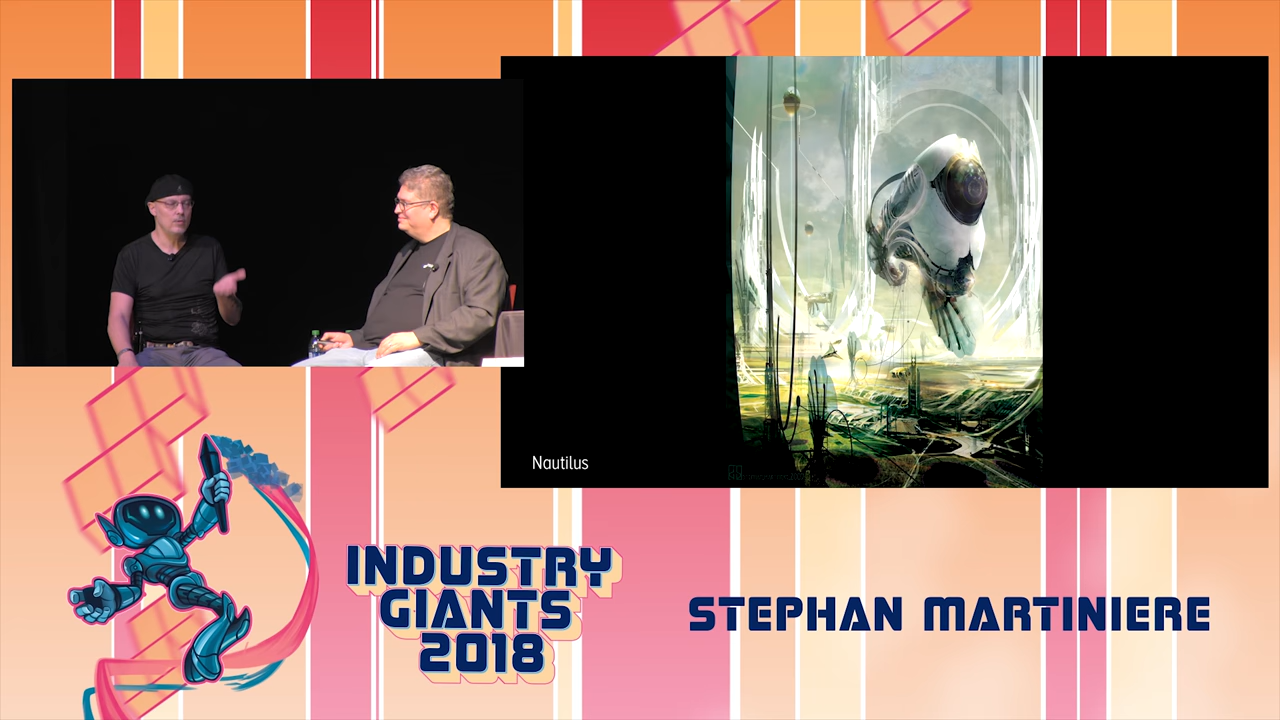 Nautilus
INDUSTRY
GIANTS
2018
STEPHAN MARTINIERE